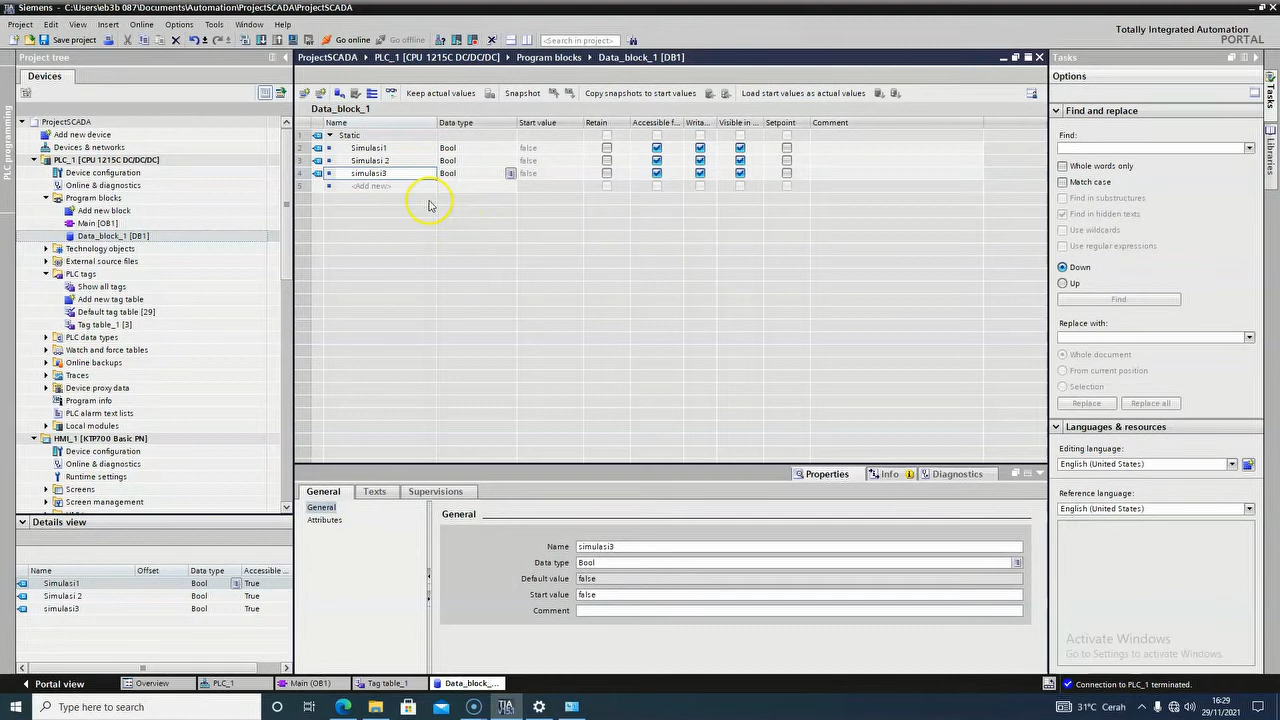 Siemens - C:\Users\eb3b 087\Documents\Automation\ProjectSCADA\ProjectSCADA
Project Edit View Insert Online Options Tools Window Help
Totally Integrated Automation
PORTAL
Save project Go online Go offline <Search in project>
Project tree
ProjectSCADA PLC_1 [CPU 1215C DC/DC/DC] Program blocks Data_block_1 [DB1]
Tasks
Devices
Options
PLC programming
Tasks
Libraries
Keep actual values Snapshot Copy snapshots to start values Load start values as actual values
Data_block_1
Name Data type Start value Retain Accessible f... Writa... Visible in ... Setpoint Comment
1 Static
2 Simulasi1 Bool false
3 Simulasi 2 Bool false
4 simulasi3 Bool false
5 <Add new>
ProjectSCADA
Add new device
Devices & networks
PLC_1 [CPU 1215C DC/DC/DC]
Device configuration
Online & diagnostics
Program blocks
Add new block
Main [OB1]
Data_block_1 [DB1]
Technology objects
External source files
PLC tags
Show all tags
Add new tag table
Default tag table [29]
Tag table_1 [3]
PLC data types
Watch and force tables
Online backups
Traces
Device proxy data
Program info
PLC alarm text lists
Local modules
HMI_1 [KTP700 Basic PN]
Device configuration
Online & diagnostics
Runtime settings
Screens
Screen management
Find and replace
Find:
Whole words only
Match case
Find in substructures
Find in hidden texts
Use wildcards
Use regular expressions
Down
Up
Find
Replace with:
Whole document
From current position
Selection
Replace Replace all
Languages & resources
Editing language:
English (United States)
Reference language:
English (United States)
Properties Info Diagnostics
General Texts Supervisions
General
Attributes
General
Name simulasi3
Data type Bool
Default value false
Start value false
Comment
Details view
Name Offset Data type Accessible ...
Simulasi1 Bool True
Simulasi 2 Bool True
simulasi3 Bool True
Activate Windows
Go to Settings to activate Windows.
Portal view Overview PLC_1 Main (OB1) Tag table_1 Data_block_... Connection to PLC_1 terminated.
Type here to search
TIA
V16
31°C Cerah
16:29
29/11/2021